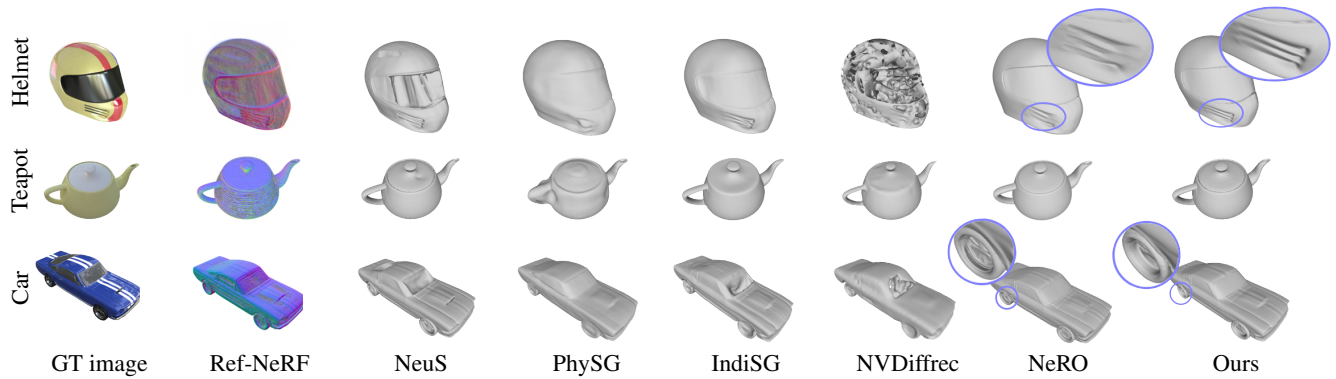 Helmet
Teapot
Car
GT image Ref-NeRF NeuS PhySG IndiSG NVDiffrec NeRO Ours